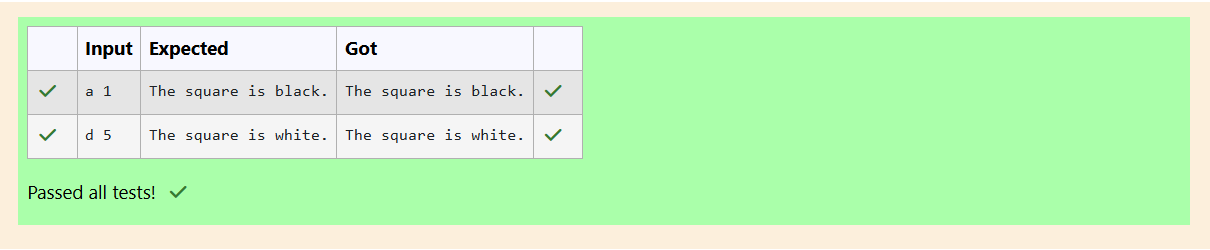 Input Expected Got
a 1 The square is black. The square is black.
d 5 The square is white. The square is white.
Passed all tests!